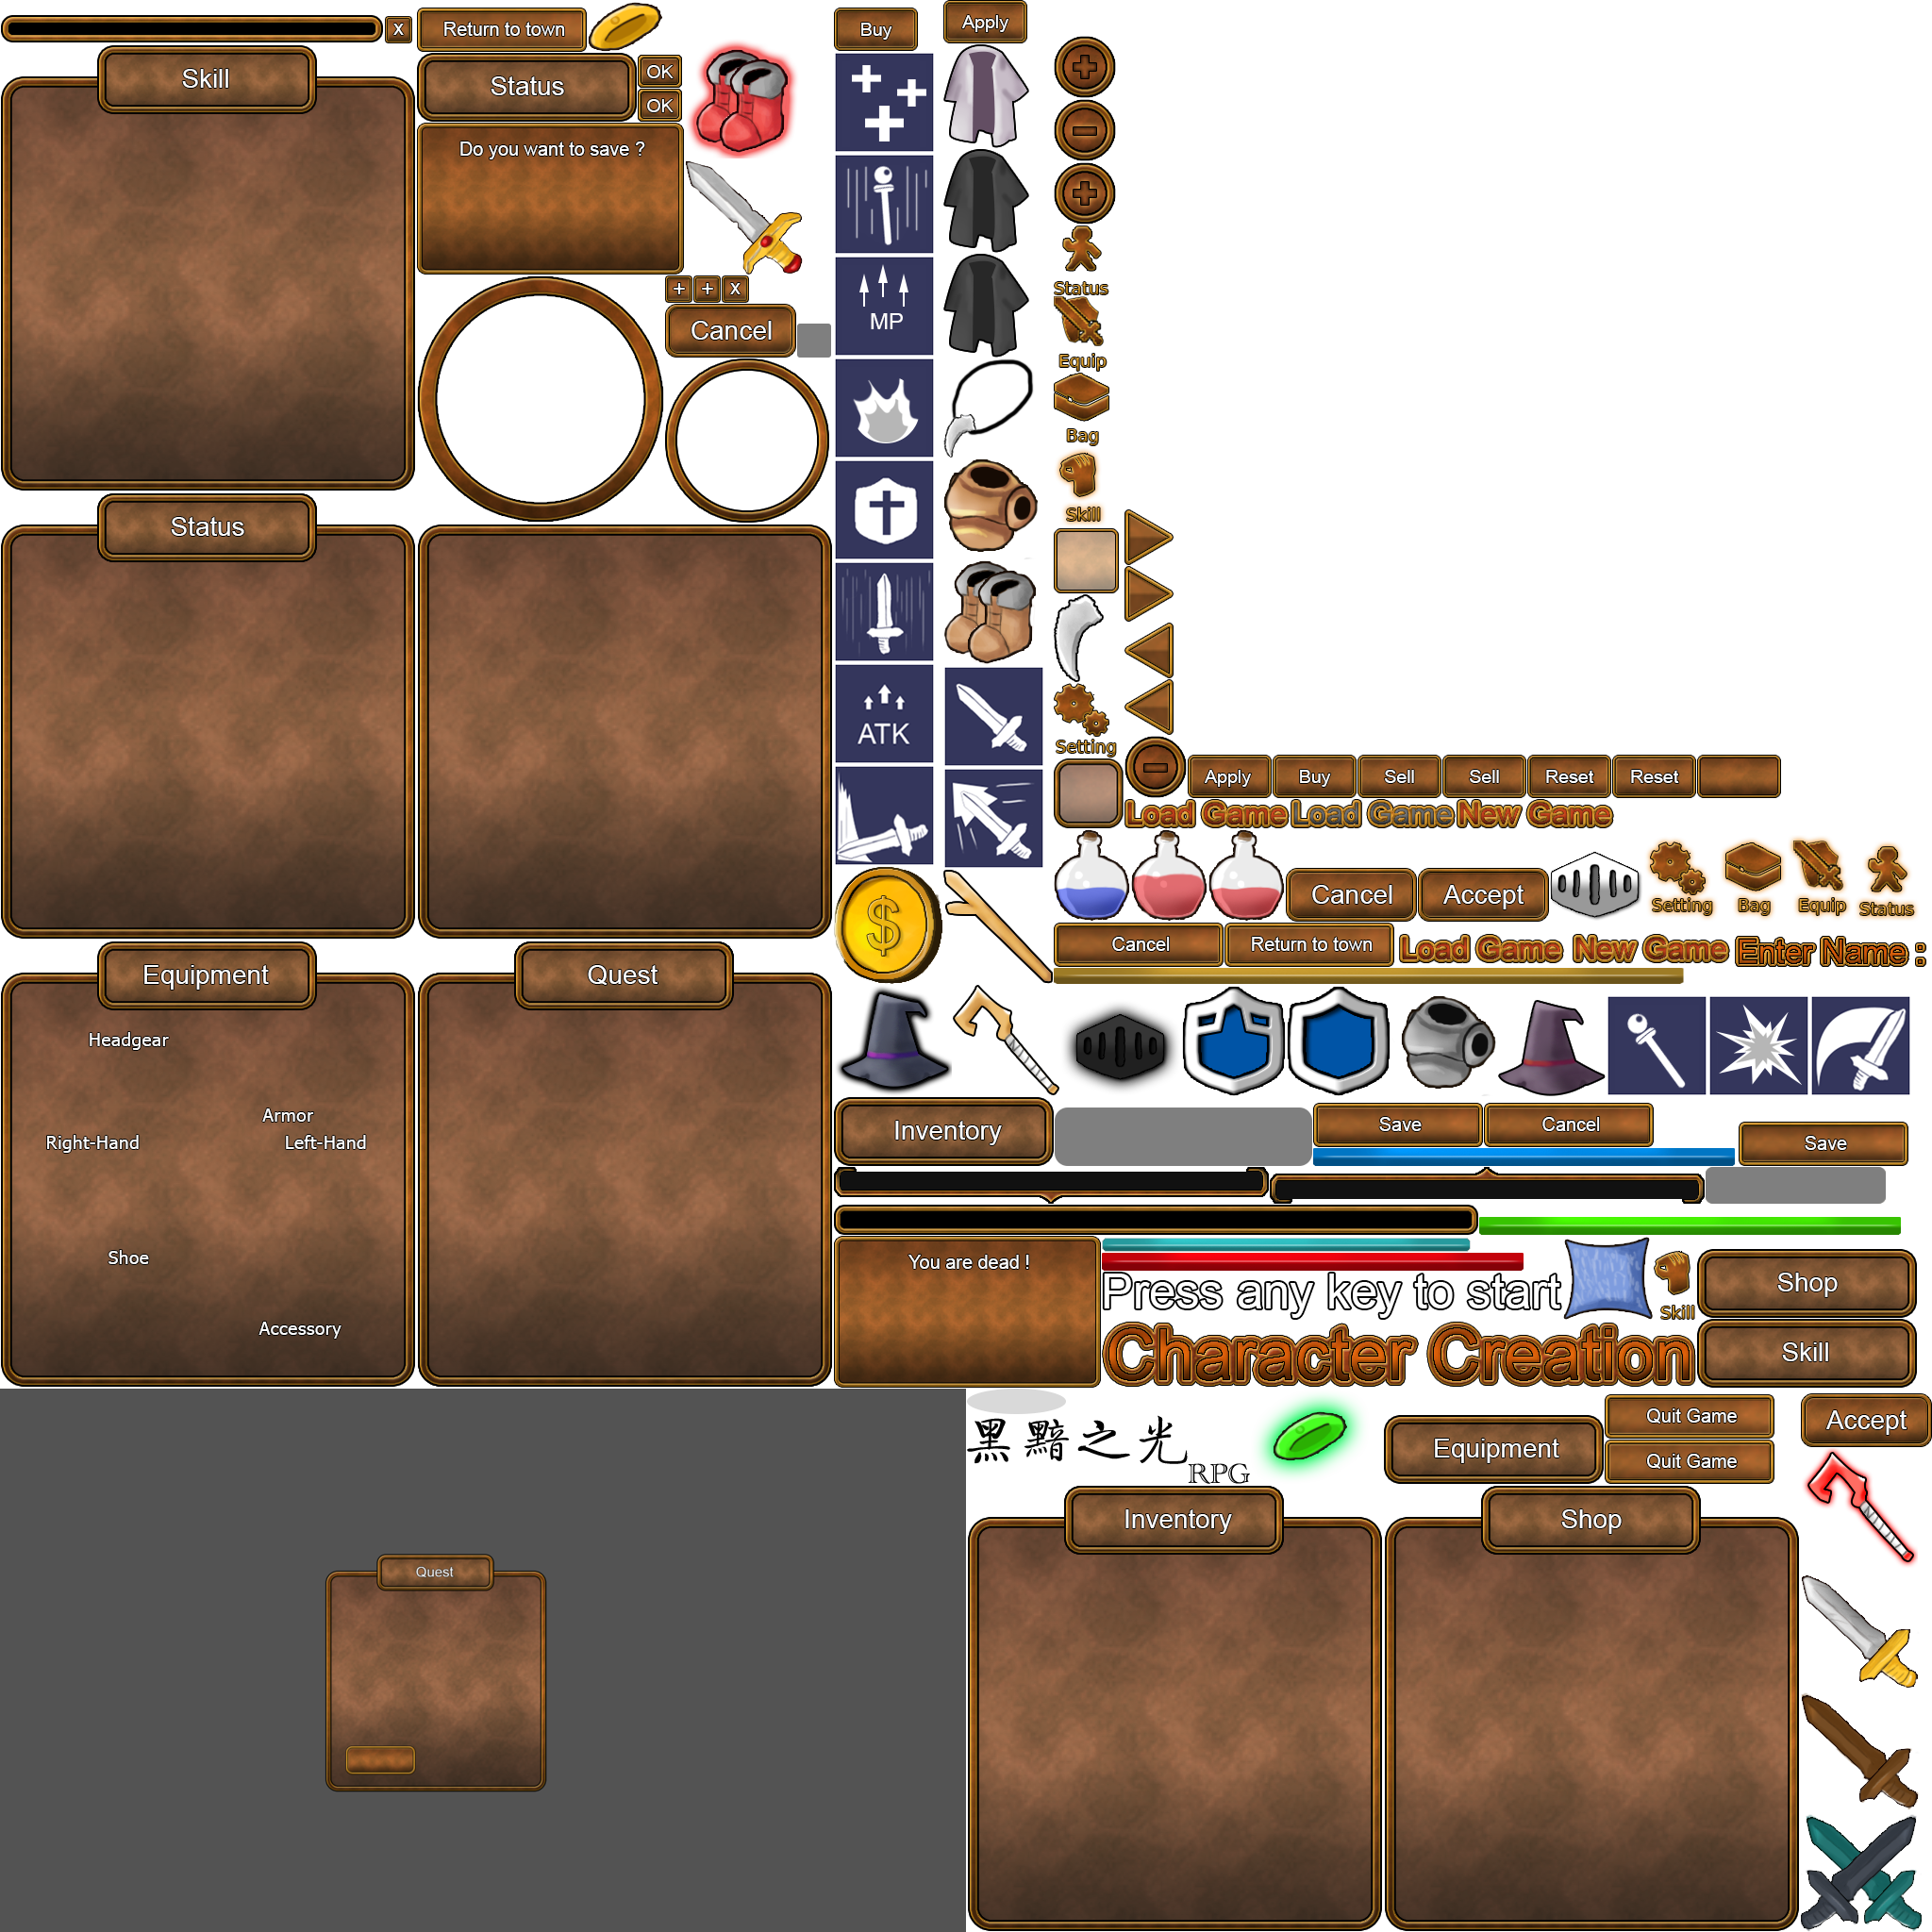 x
Return to town
Buy
Apply
Skill
Status
OK
OK
Do you want to save ?
+
+
x
Cancel
MP
Status
Equip
Bag
Skill
Status
ATK
Setting
Apply
Buy
Sell
Sell
Reset
Reset
Load Game
Load Game
New Game
$
Cancel
Accept
Setting
Bag
Equip
Status
Cancel
Return to town
Load Game
New Game
Enter Name :
Equipment
Headgear
Armor
Right-Hand
Left-Hand
Shoe
Accessory
Quest
Inventory
Save
Cancel
Save
You are dead !
Press any key to start
Skill
Shop
Character Creation
Skill
黑黯之光
RPG
Equipment
Quit Game
Quit Game
Accept
Inventory
Shop
Quest